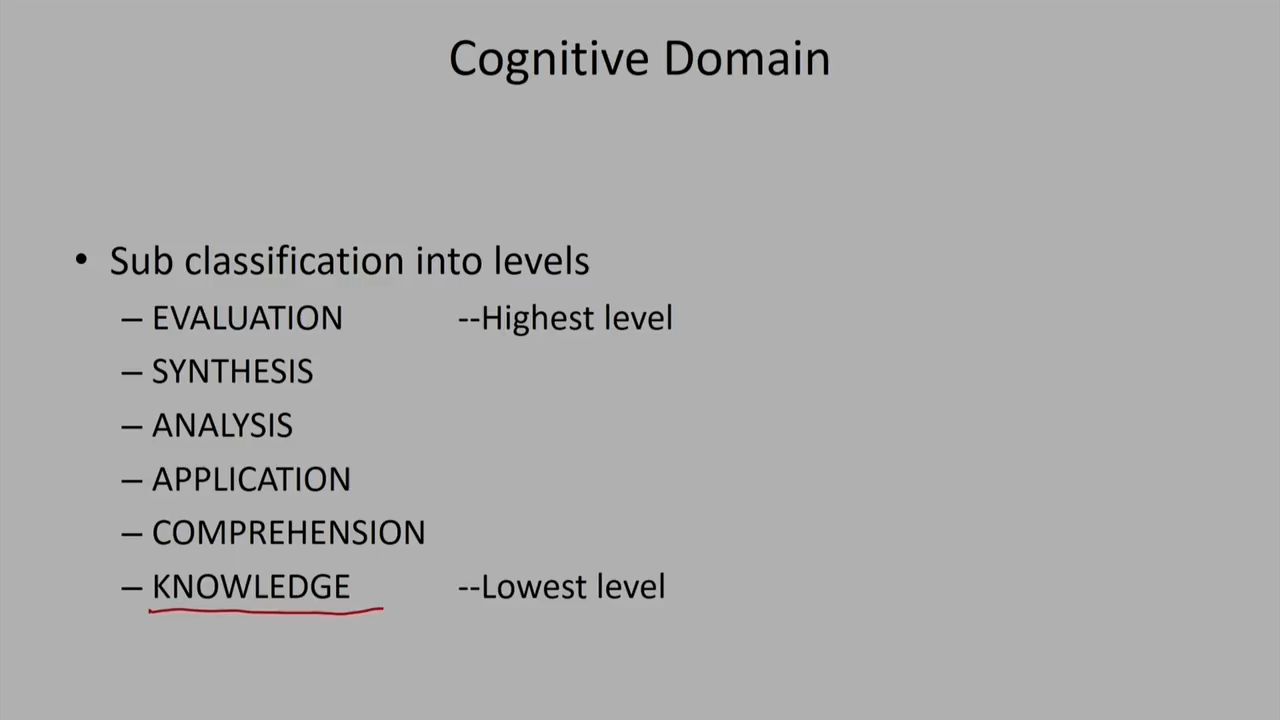 Cognitive Domain
• Sub classification into levels
– EVALUATION --Highest level
– SYNTHESIS
– ANALYSIS
– APPLICATION
– COMPREHENSION
– KNOWLEDGE --Lowest level